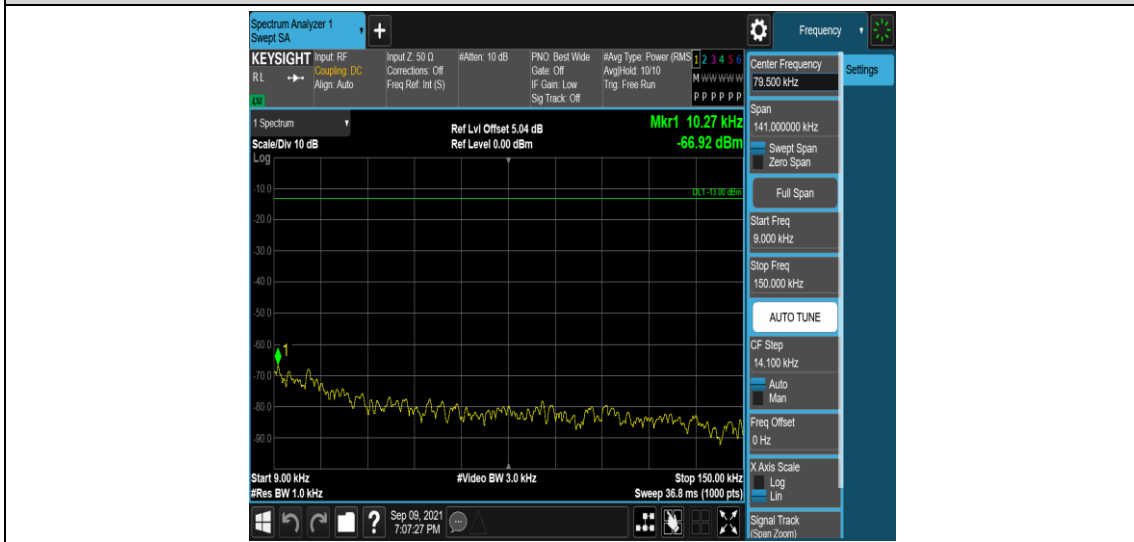 Spectrum Analyzer 1
Swept SA
+
Frequency
KEYSIGHT
RL
LXI
Input: RF
Coupling: DC
Align: Auto
Input Z: 50 Ω
Corrections: Off
Freq Ref: Int (S)
#Atten: 10 dB
PNO: Best Wide
Gate: Off
IF Gain: Low
Sig Track: Off
#Avg Type: Power (RMS
Avg|Hold: 10/10
Trig: Free Run
1 2 3 4 5 6
M W W W W W
P P P P P P
1 Spectrum
Scale/Div 10 dB
Log
Ref Lvl Offset 5.04 dB
Ref Level 0.00 dBm
Mkr1 10.27 kHz
-66.92 dBm
DL1 -13.00 dBm
-10.0
-20.0
-30.0
-40.0
-50.0
-60.0
1
-70.0
-80.0
-90.0
Start 9.00 kHz
#Res BW 1.0 kHz
#Video BW 3.0 kHz
Stop 150.00 kHz
Sweep 36.8 ms (1000 pts)
?
Sep 09, 2021
7:07:27 PM
Center Frequency
79.500 kHz
Settings
Span
141.000000 kHz
Swept Span
Zero Span
Full Span
Start Freq
9.000 kHz
Stop Freq
150.000 kHz
AUTO TUNE
CF Step
14.100 kHz
Auto
Man
Freq Offset
0 Hz
X Axis Scale
Log
Lin
Signal Track
(Span Zoom)